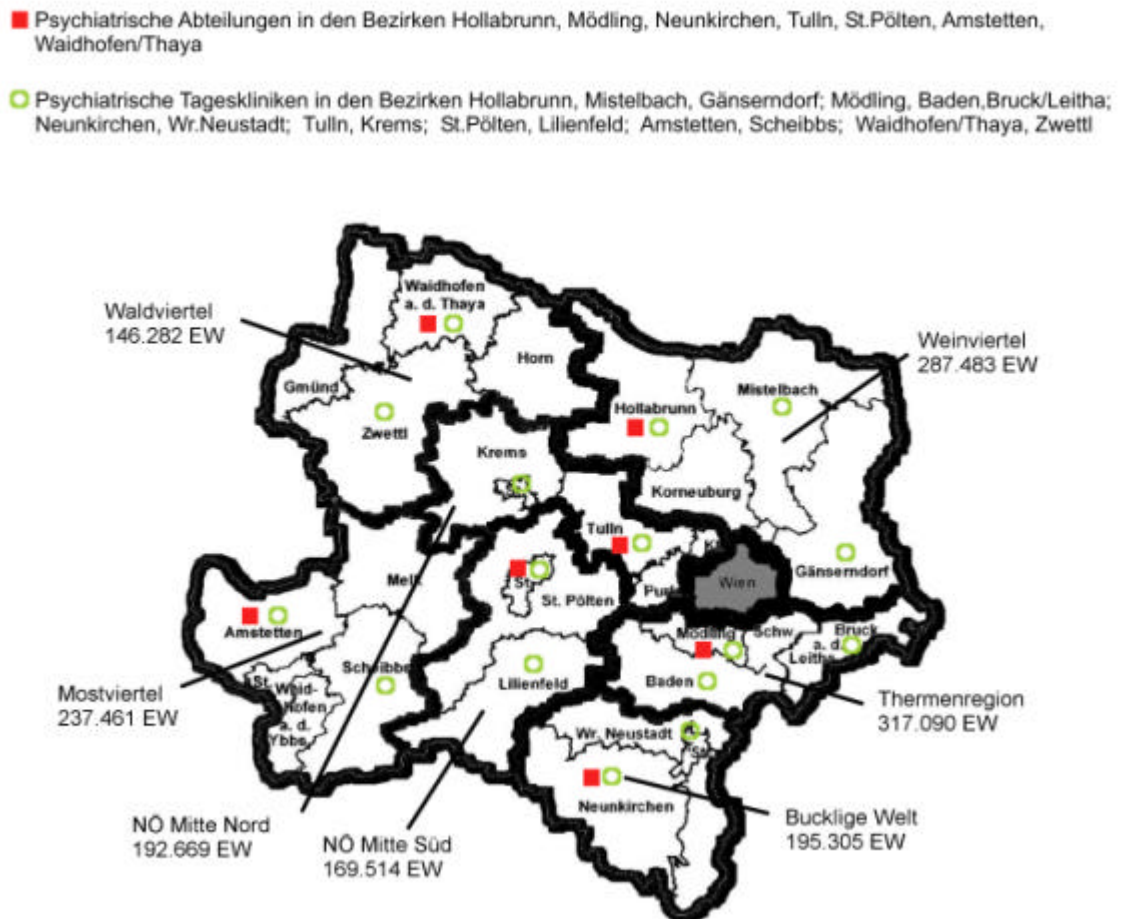 Psychiatrische Abteilungen in den Bezirken Hollabrunn, Mödling, Neunkirchen, Tulln, St.Pölten, Amstetten,
Waidhofen/Thaya
Psychiatrische Tageskliniken in den Bezirken Hollabrunn, Mistelbach, Gänserndorf; Mödling, Baden,Bruck/Leitha;
Neunkirchen, Wr.Neustadt; Tulln, Krems; St.Pölten, Lilienfeld; Amstetten, Scheibbs; Waidhofen/Thaya, Zwettl
Waldviertel
146.282 EW
Waidhofen
a. d. Thaya
Horn
Gmünd
Zwettl
Weinviertel
287.483 EW
Mistelbach
Hollabrunn
Korneuburg
Gänserndorf
Krems
Tulln
Wien
St.
St. Pölten
Melk
Amstetten
Scheibbs
St.
Waid-
hofen
a. d.
Ybbs
Lilienfeld
Mödling
Schw.
Bruck
a. d.
Leitha
Baden
Mostviertel
237.461 EW
Thermenregion
317.090 EW
Wr. Neustadt
Neunkirchen
NÖ Mitte Nord
192.669 EW
NÖ Mitte Süd
169.514 EW
Bucklige Welt
195.305 EW